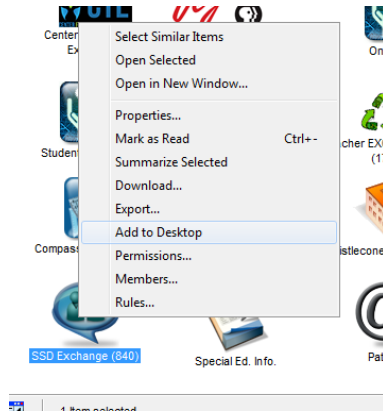 Center
Ex
On
Select Similar Items
Open Selected
Open in New Window...
Properties...
Mark as Read Ctrl+-
Summarize Selected
Download...
Export...
Add to Desktop
Permissions...
Members...
Rules...
Student
cher EXC
(17
Compass
istlecone
SSD Exchange (840)
Special Ed. Info.
Pat
1 Item selected